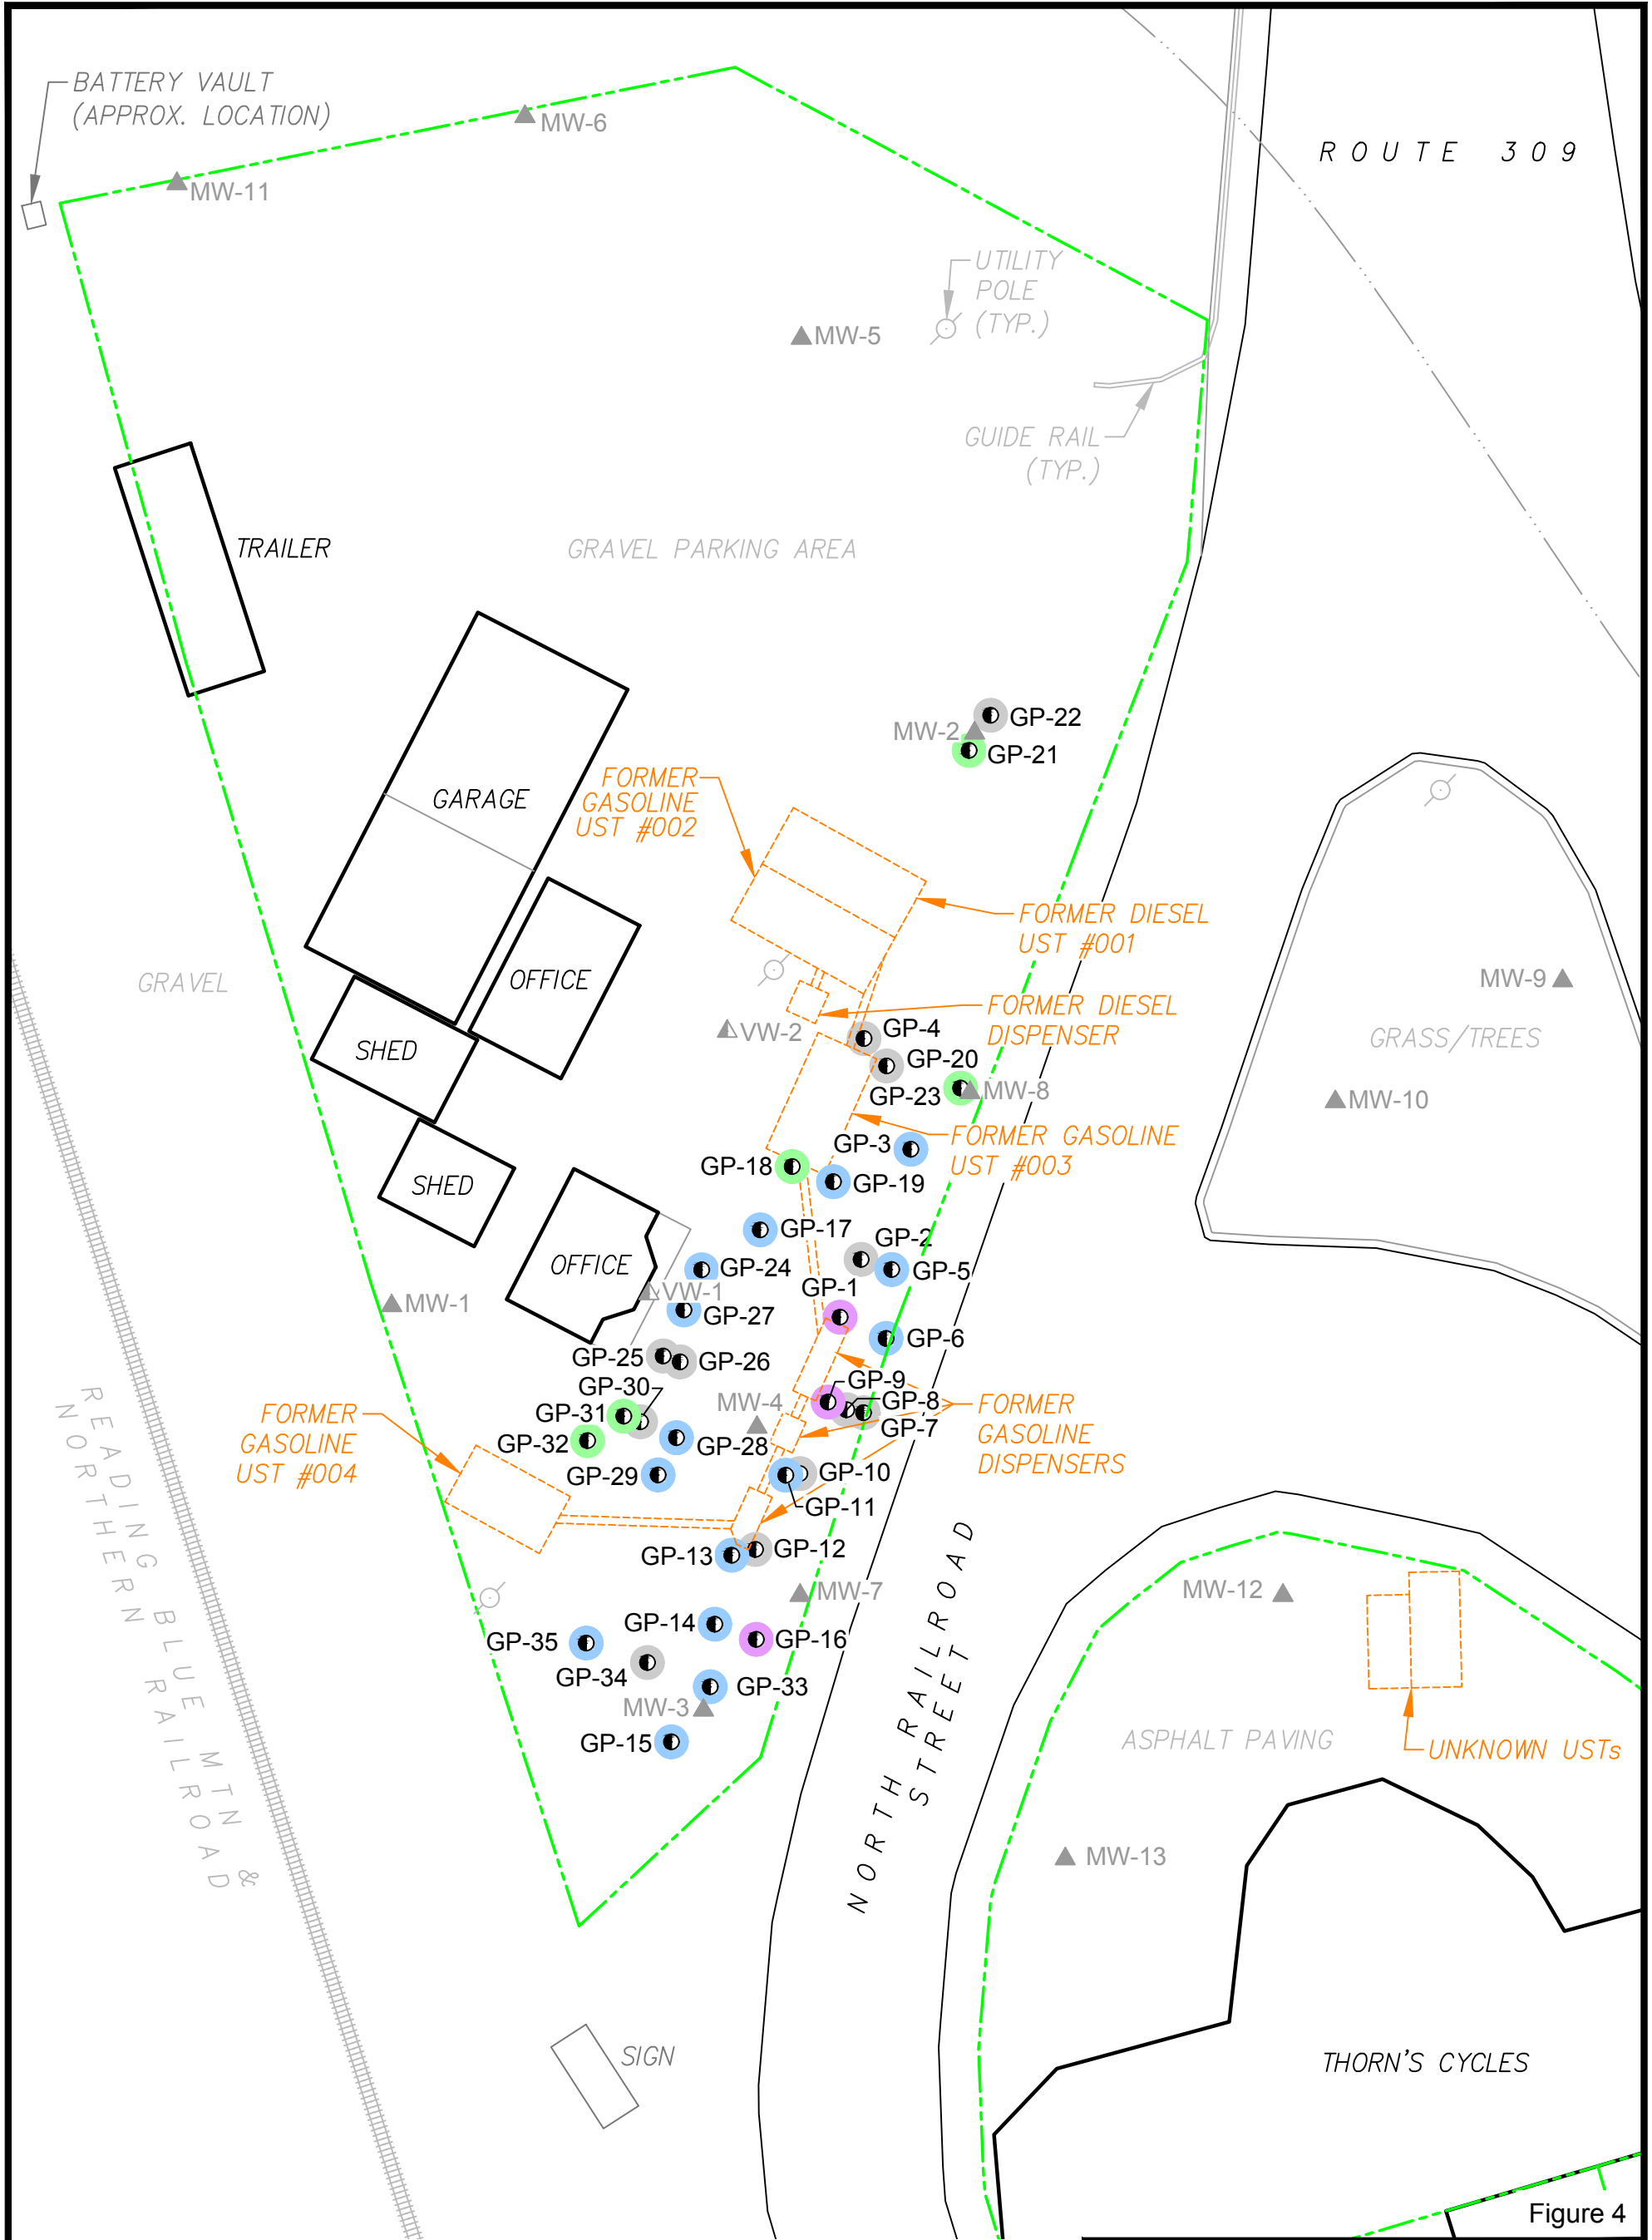 BATTERY VAULT
(APPROX. LOCATION)
MW-6
MW-11
ROUTE 309
UTILITY
POLE
(TYP.)
MW-5
GUIDE RAIL
(TYP.)
TRAILER
GRAVEL PARKING AREA
GP-22
MW-2
GP-21
FORMER
GASOLINE
UST #002
GARAGE
FORMER DIESEL
UST #001
OFFICE
GRAVEL
MW-9
FORMER DIESEL
DISPENSER
VW-2
GP-4
GRASS/TREES
SHED
GP-20
GP-23
MW-8
MW-10
GP-3
FORMER GASOLINE
UST #003
GP-18
GP-19
SHED
GP-17
GP-2
OFFICE
GP-24
GP-5
VW-1
GP-1
MW-1
GP-27
GP-6
GP-25
GP-26
GP-30
GP-9
MW-4
GP-8
FORMER
GASOLINE
DISPENSERS
GP-31
GP-7
FORMER
GASOLINE
UST #004
GP-32
GP-28
GP-29
GP-10
GP-11
READING BLUE MTN &
NORTHERN RAILROAD
GP-13
GP-12
NORTH RAILROAD
STREET
MW-7
MW-12
GP-14
GP-16
GP-35
GP-34
GP-33
MW-3
GP-15
ASPHALT PAVING
UNKNOWN USTs
MW-13
SIGN
THORN'S CYCLES
Figure 4